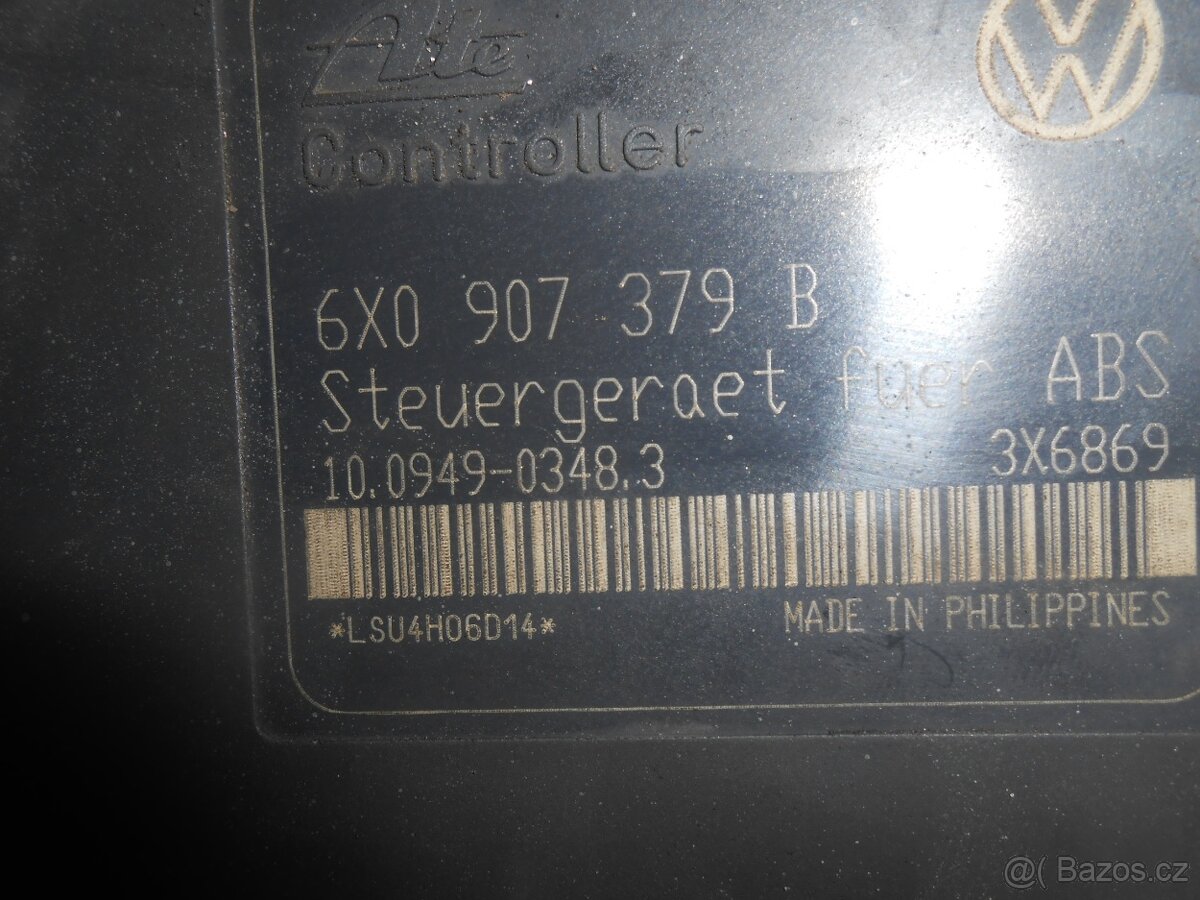 Ate
Controller
6X0 907 379 B
Steuergeraet fuer ABS
10.0949-0348.3 3X6869
*LSU4H06D14*
MADE IN PHILIPPINES
@( Bazos.cz